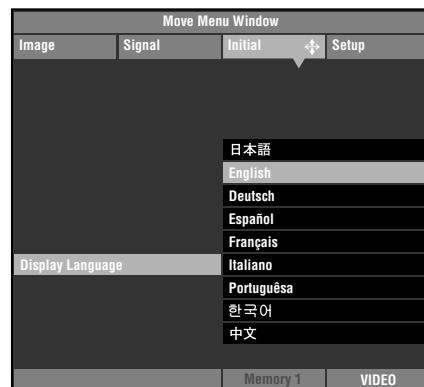 Move Menu Window
Image Signal Initial Setup
日本語
English
Deutsch
Español
Français
Display Language Italiano
Portuguêsa
한국어
中文
Memory 1 VIDEO